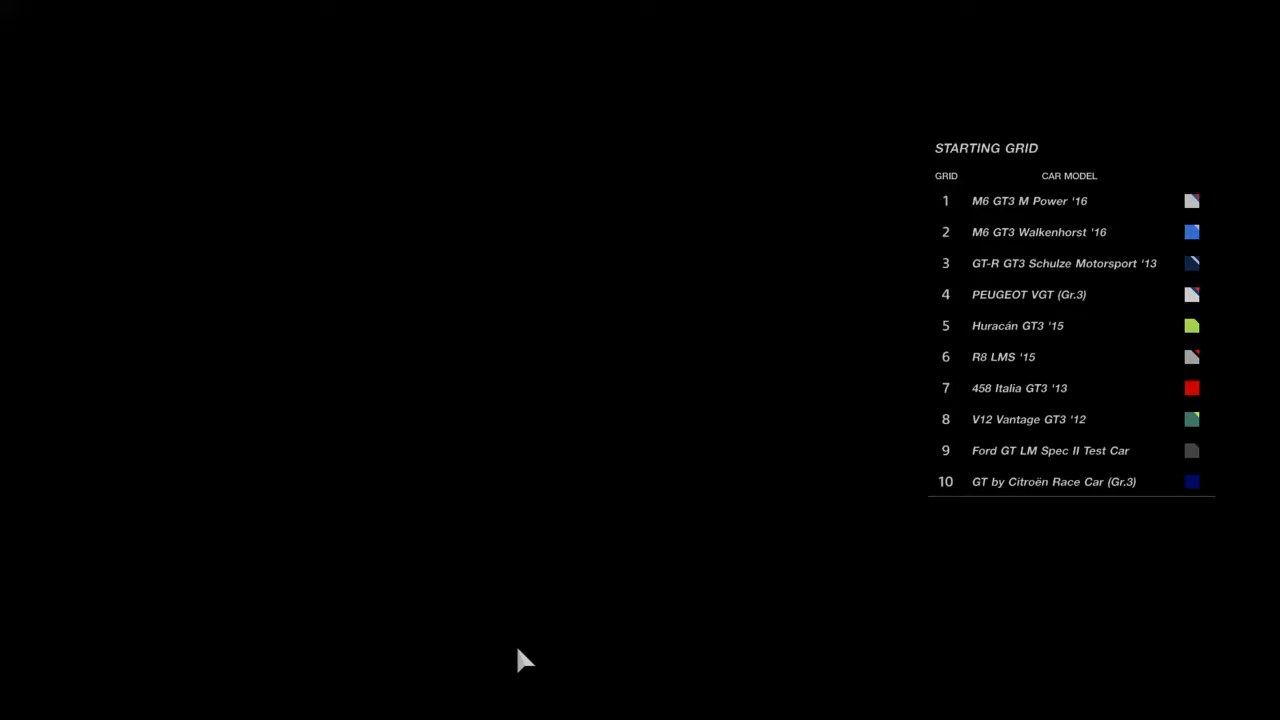 STARTING GRID
GRID CAR MODEL
1 M6 GT3 M Power '16
2 M6 GT3 Walkenhorst '16
3 GT-R GT3 Schulze Motorsport '13
4 PEUGEOT VGT (Gr.3)
5 Huracán GT3 '15
6 R8 LMS '15
7 458 Italia GT3 '13
8 V12 Vantage GT3 '12
9 Ford GT LM Spec II Test Car
10 GT by Citroën Race Car (Gr.3)